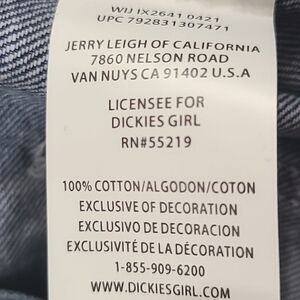 WIJ IX2641 0421
UPC 792831307471
JERRY LEIGH OF CALIFORNIA
7860 NELSON ROAD
VAN NUYS CA 91402 U.S.A
LICENSEE FOR
DICKIES GIRL
RN#55219
100% COTTON/ALGODON/COTON
EXCLUSIVE OF DECORATION
EXCLUSIVO DE DECORACION
EXCLUSIVITÉ DE LA DÉCORATION
1-855-909-6200
WWW.DICKIESGIRL.COM